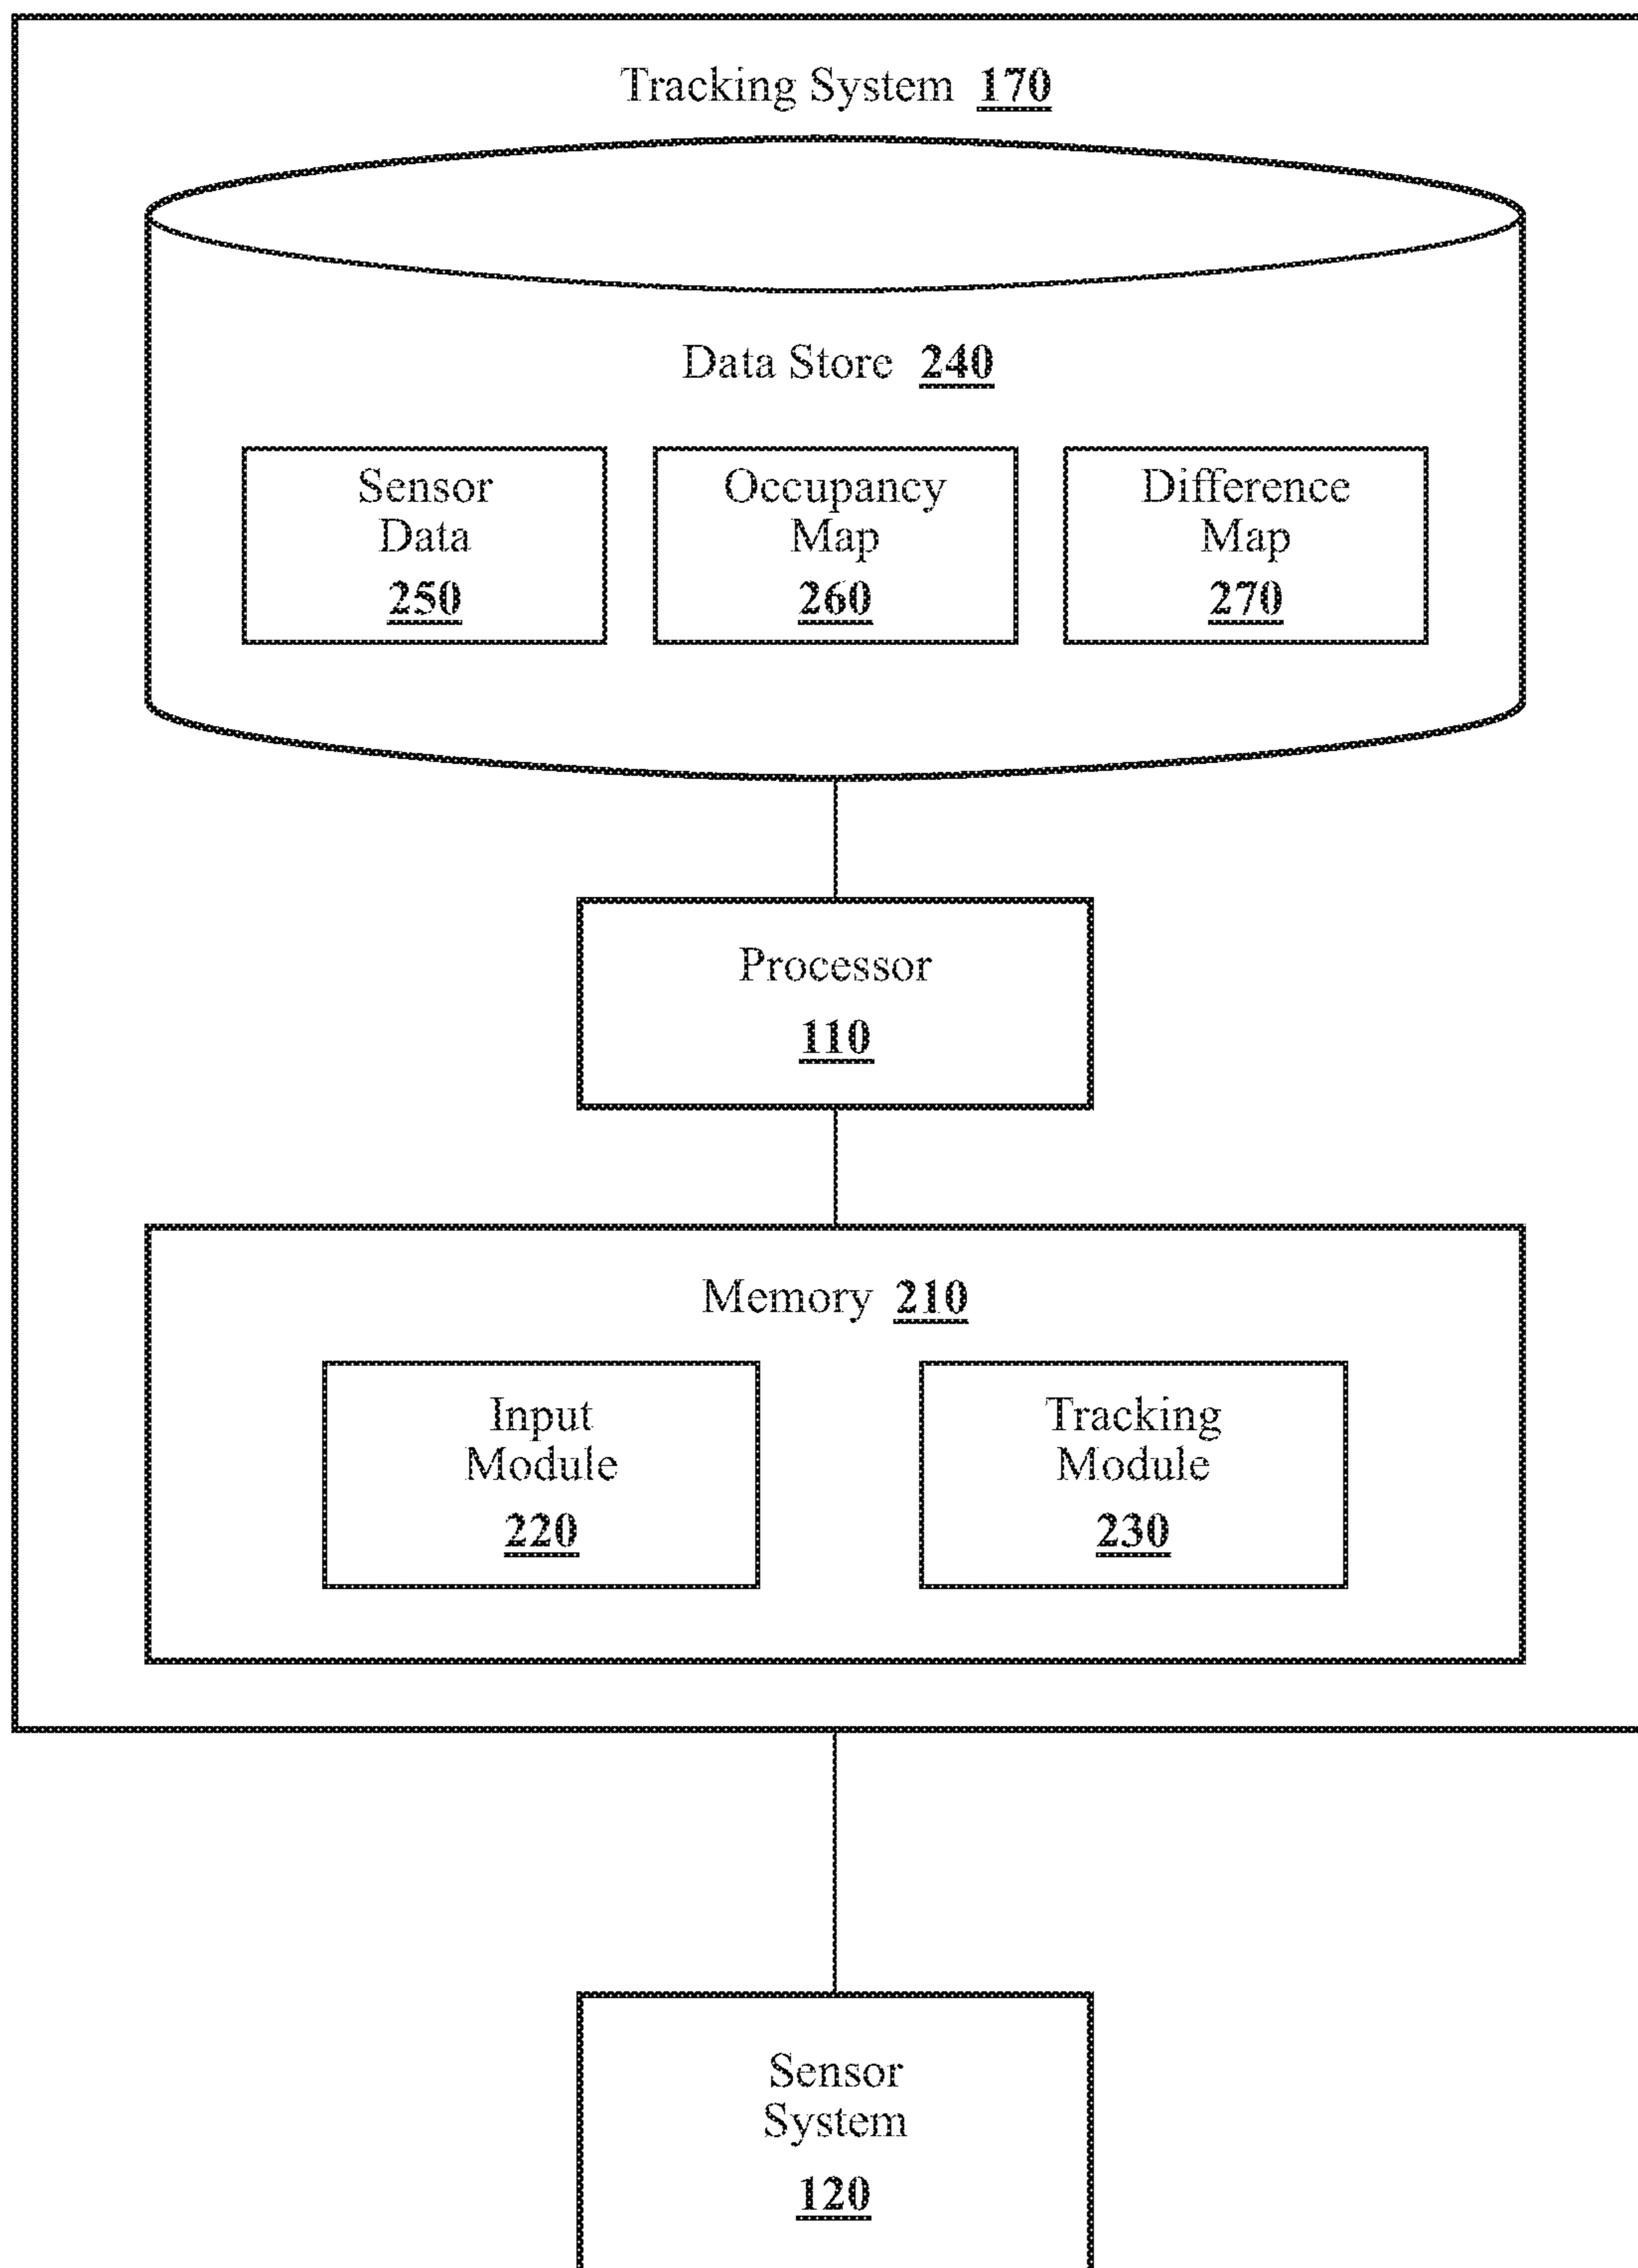 Tracking System 170
Data Store 240
Sensor
Data
250
Occupancy
Map
260
Difference
Map
270
Processor
110
Memory 210
Input
Module
220
Tracking
Module
230
Sensor
System
120